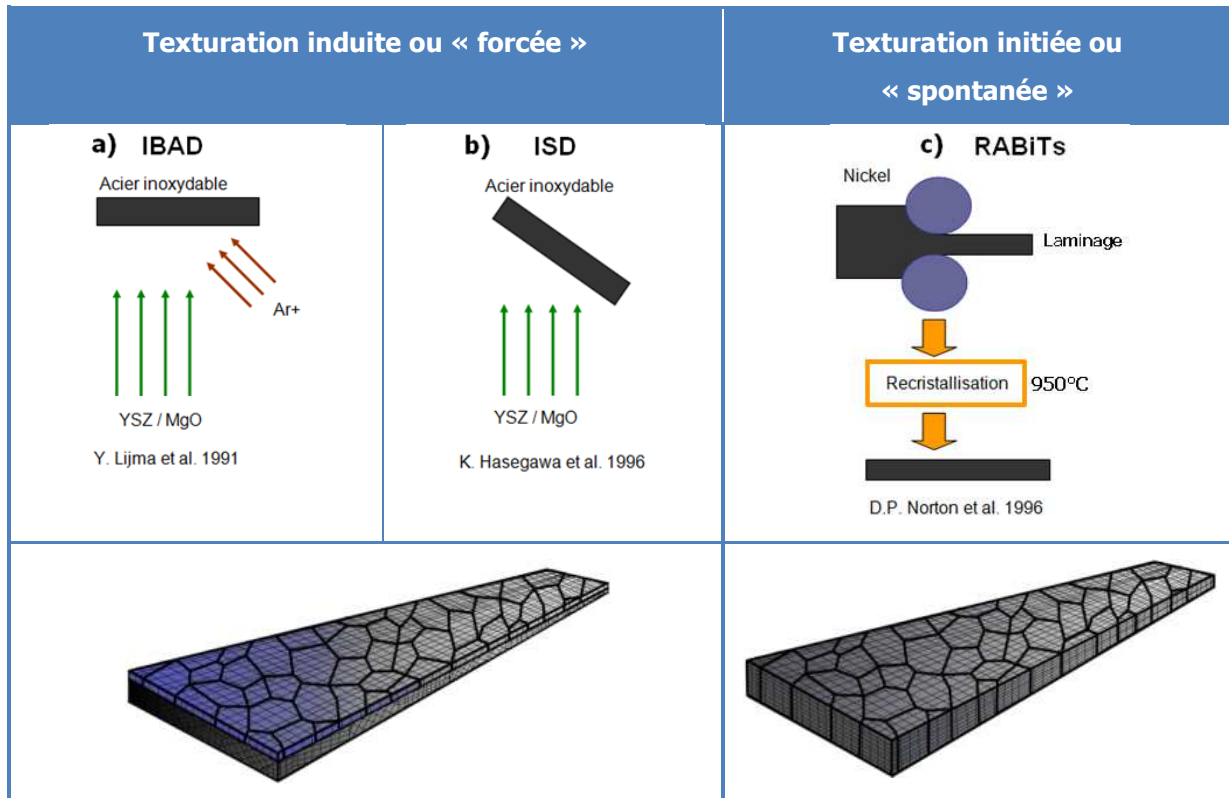 Texturation induite ou « forcée »
Texturation initiée ou
« spontanée »
a) IBAD
Acier inoxydable
Ar+
YSZ / MgO
Y. Lijma et al. 1991
b) ISD
Acier inoxydable
YSZ / MgO
K. Hasegawa et al. 1996
c) RABiTs
Nickel
Laminage
Recristallisation 950°C
D.P. Norton et al. 1996